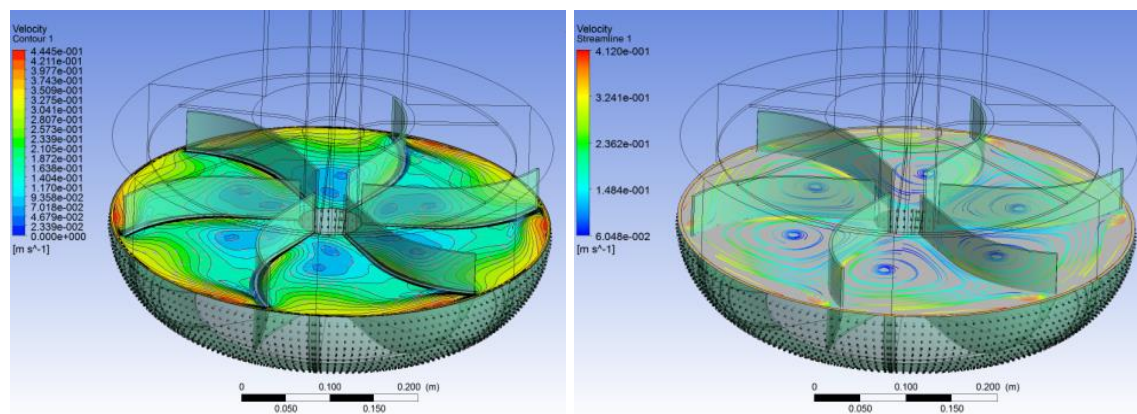 Velocity
Contour 1
4.445e-001
4.211e-001
3.977e-001
3.743e-001
3.509e-001
3.275e-001
3.041e-001
2.807e-001
2.573e-001
2.339e-001
2.105e-001
1.872e-001
1.638e-001
1.404e-001
1.170e-001
9.358e-002
7.018e-002
4.679e-002
2.339e-002
0.000e+000
[m s^-1]
0 0.100 0.200 (m)
0.050 0.150
Velocity
Streamline 1
4.120e-001
3.241e-001
2.362e-001
1.484e-001
6.048e-002
[m s^-1]
0 0.100 0.200 (m)
0.050 0.150